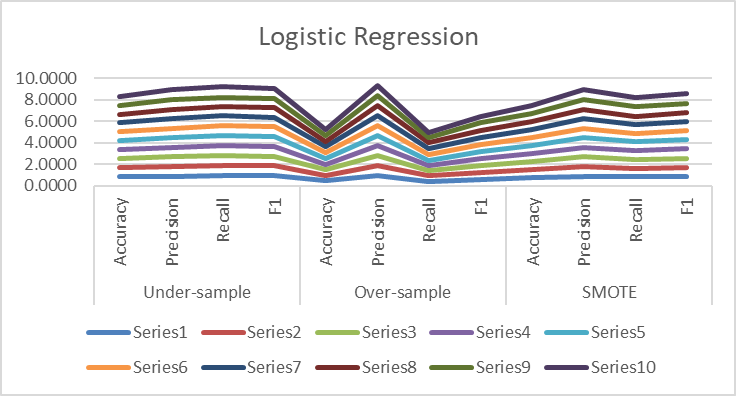 Logistic Regression
10.0000
8.0000
6.0000
4.0000
2.0000
0.0000
Accuracy Precision Recall F1 Accuracy Precision Recall F1 Accuracy Precision Recall F1
Under-sample Over-sample SMOTE
Series1 Series2 Series3 Series4 Series5
Series6 Series7 Series8 Series9 Series10